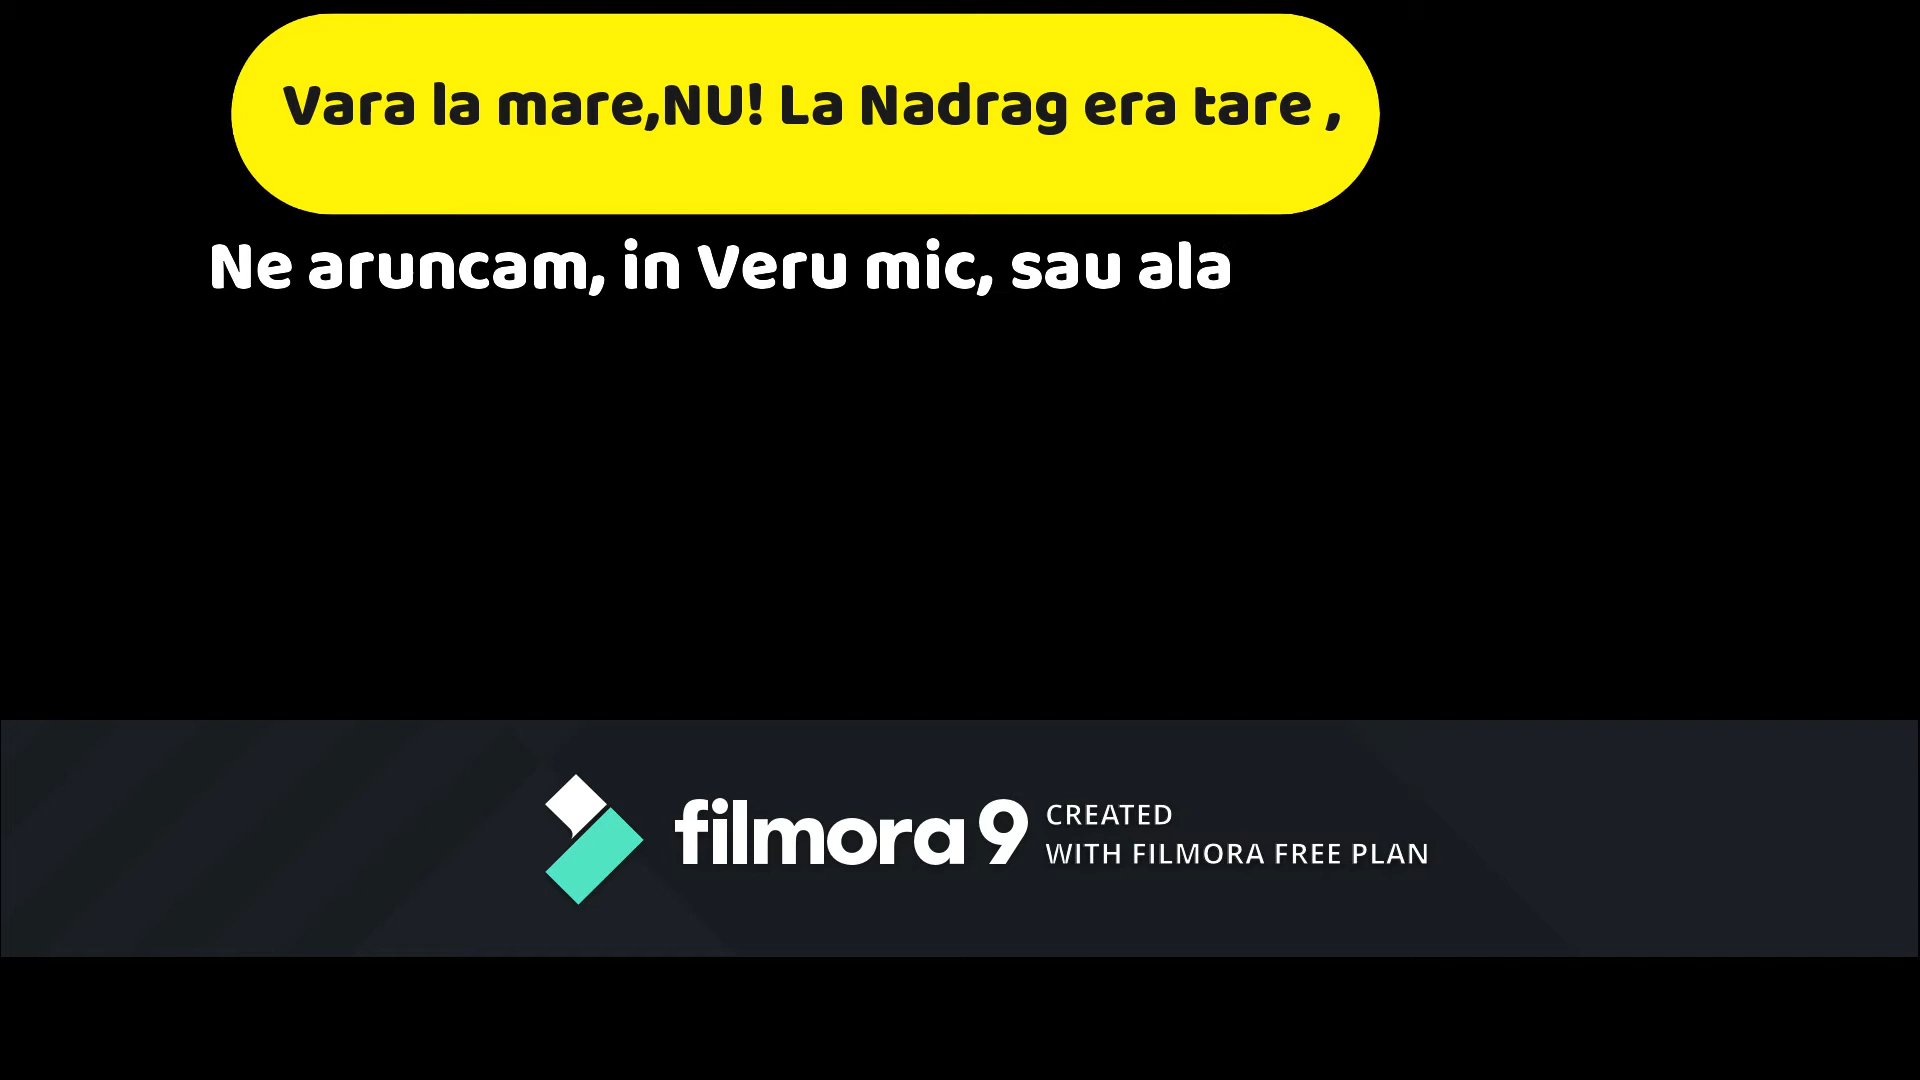 Vara la mare,NU! La Nadrag era tare ,
Ne aruncam, in Veru mic, sau ala
filmora 9
CREATED
WITH FILMORA FREE PLAN